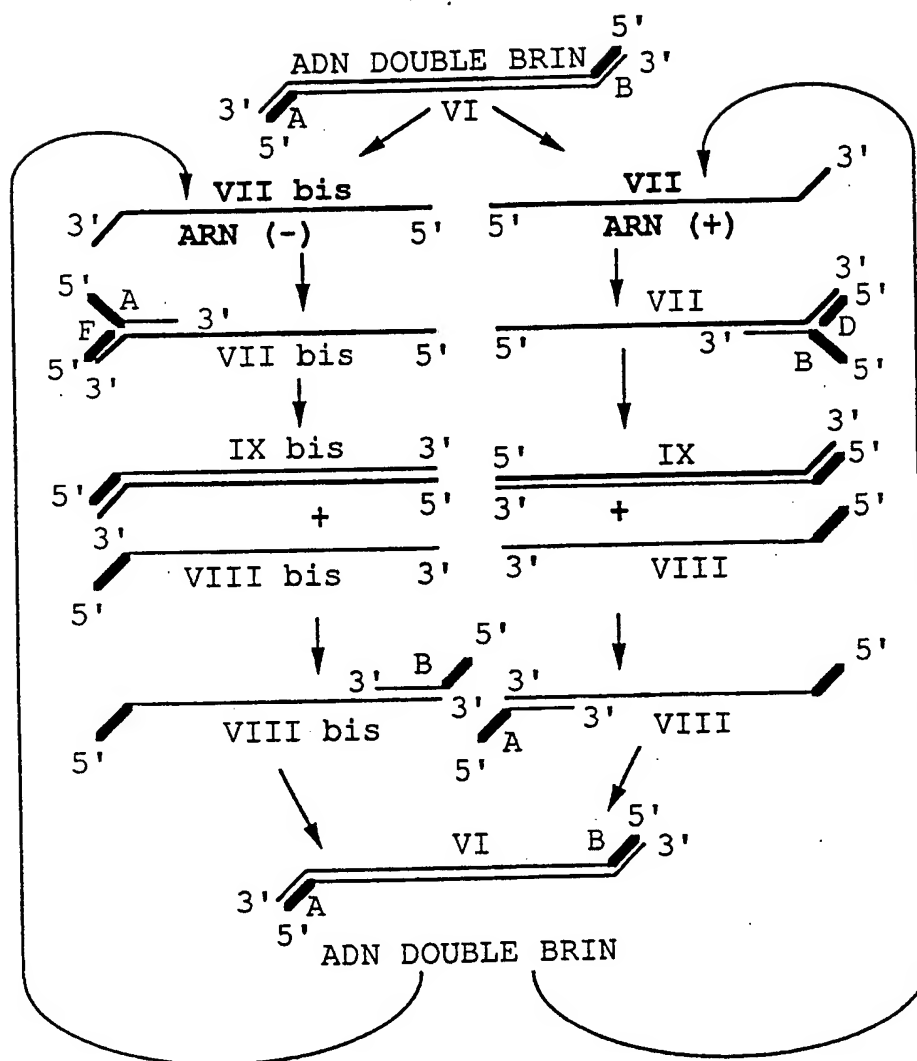 5'
ADN DOUBLE BRIN 3'
3' A VI B
5'
3'
VII bis VII
3' ARN (-) 5' 5' ARN (+)
5' A 3' VII 3' 5'
F D
5' 3' VII bis 5' 5' 3' B 5'
IX bis 3' 5' IX 3' 5'
5' 3' + 5' 3' +
VIII bis 3' 3' VIII
5' 5'
3' B 5' 3' 5'
VIII bis 3' A 3' VIII
5' 5'
VI B 5' 3'
3' A
5'
ADN DOUBLE BRIN